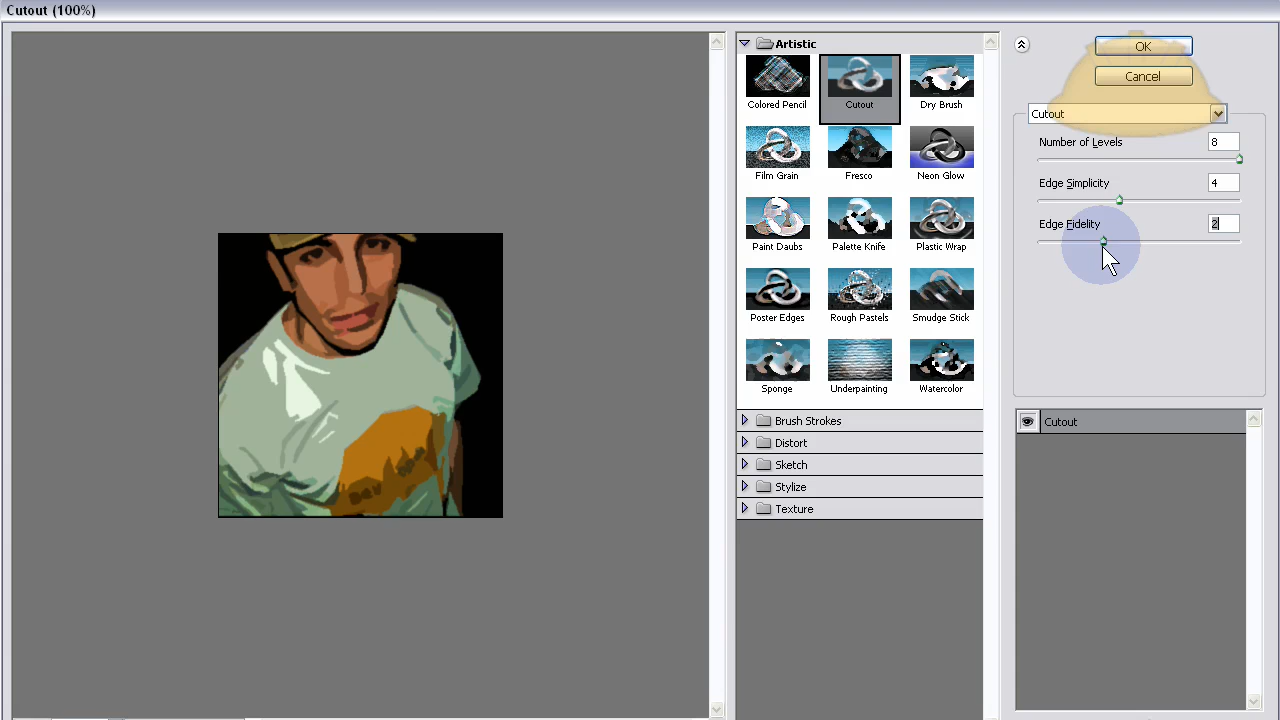 Cutout (100%)
Artistic
OK
Cancel
Colored Pencil
Cutout
Dry Brush
Cutout
Number of Levels
8
Film Grain
Fresco
Neon Glow
Edge Simplicity
4
Edge Fidelity
2
Paint Daubs
Palette Knife
Plastic Wrap
Poster Edges
Rough Pastels
Smudge Stick
Sponge
Underpainting
Watercolor
Brush Strokes
Cutout
Distort
Sketch
Stylize
Texture